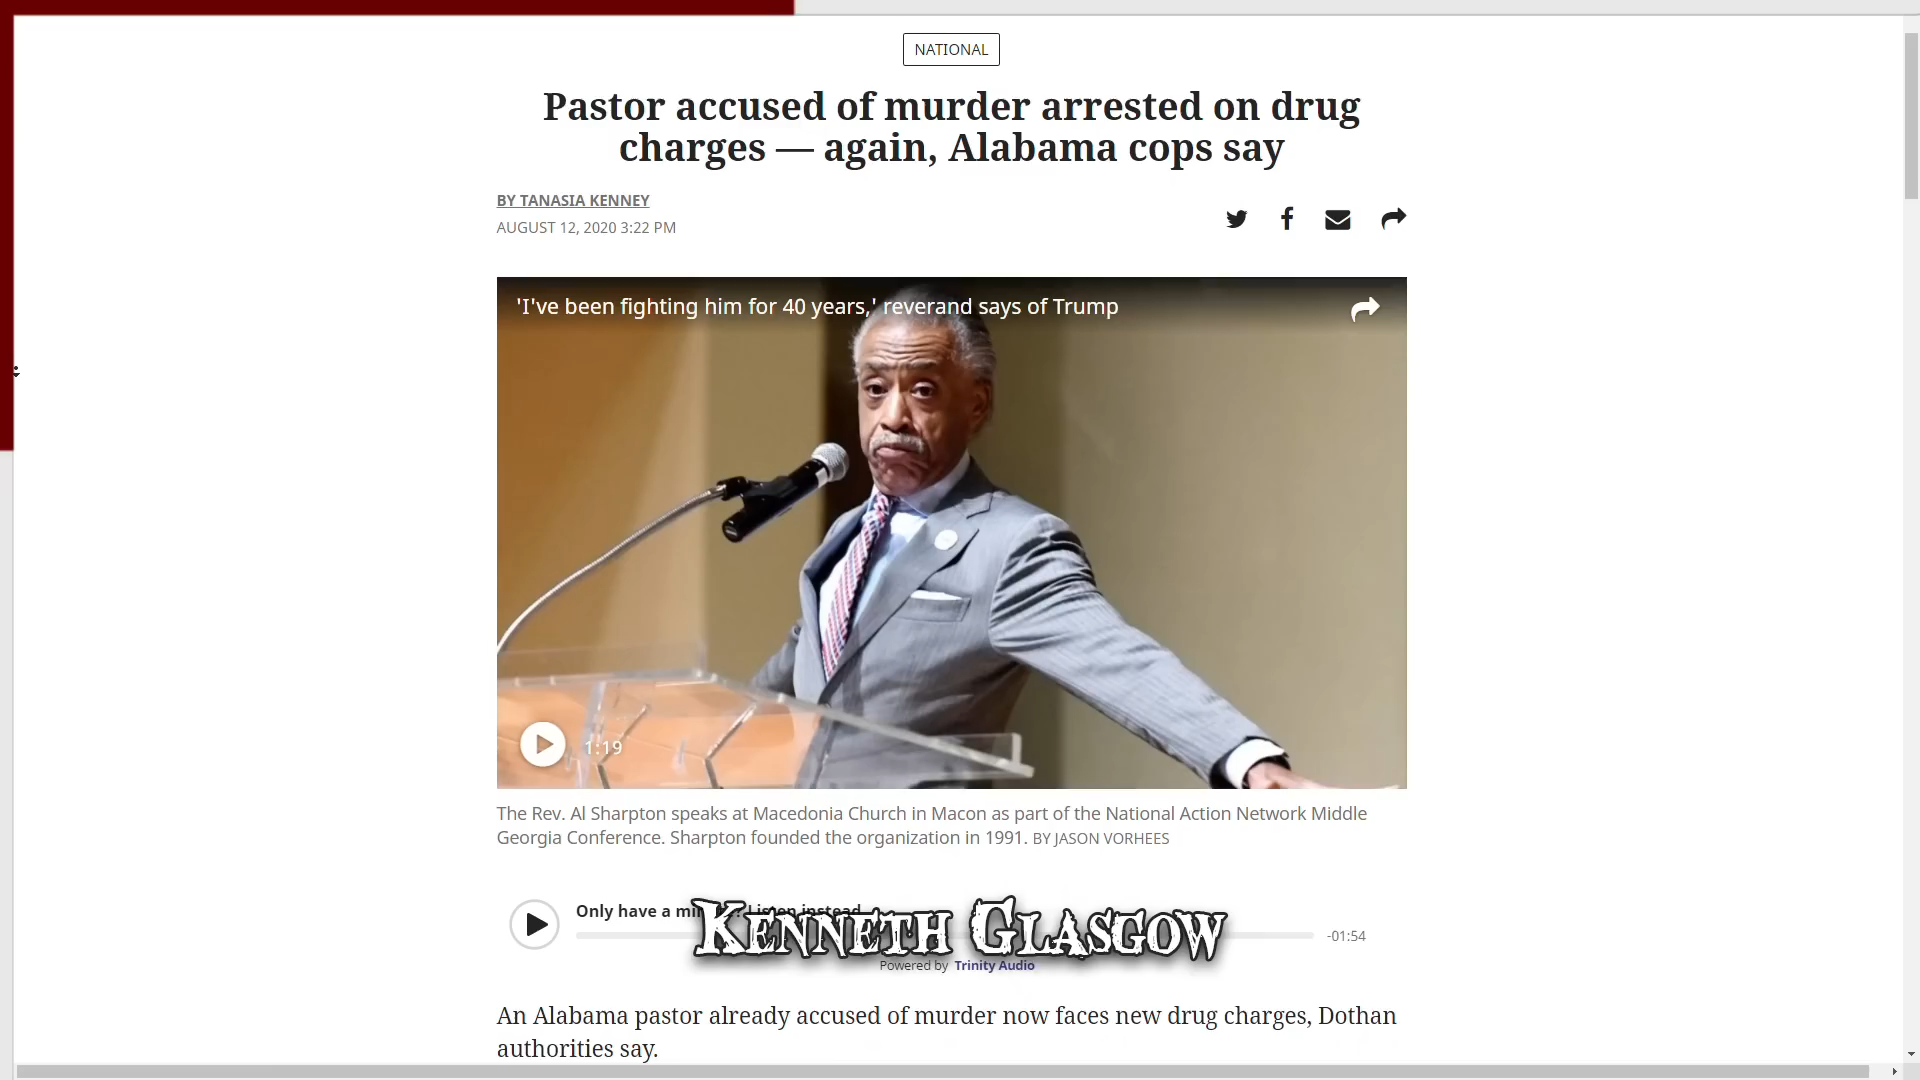 NATIONAL
Pastor accused of murder arrested on drug
charges — again, Alabama cops say
BY TANASIA KENNEY
AUGUST 12, 2020 3:22 PM
'I've been fighting him for 40 years,' reverand says of Trump
1:19
The Rev. Al Sharpton speaks at Macedonia Church in Macon as part of the National Action Network Middle
Georgia Conference. Sharpton founded the organization in 1991. BY JASON VORHEES
Only have a minute? Listen instead
KENNETH GLASGOW
-01:54
Powered by Trinity Audio
An Alabama pastor already accused of murder now faces new drug charges, Dothan
authorities say.